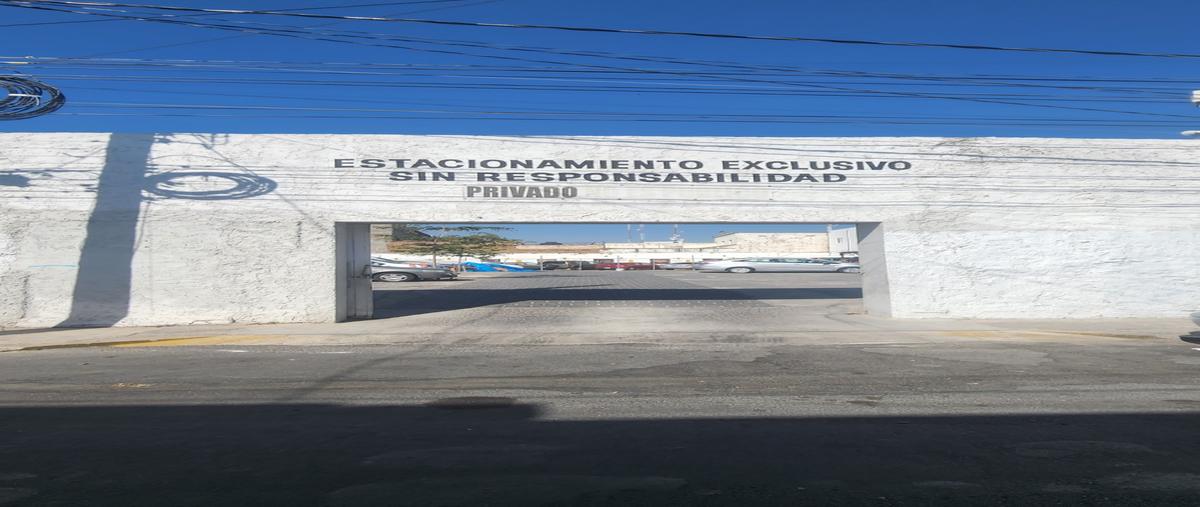 ESTACIONAMIENTO EXCLUSIVO
SIN RESPONSABILIDAD
PRIVADO